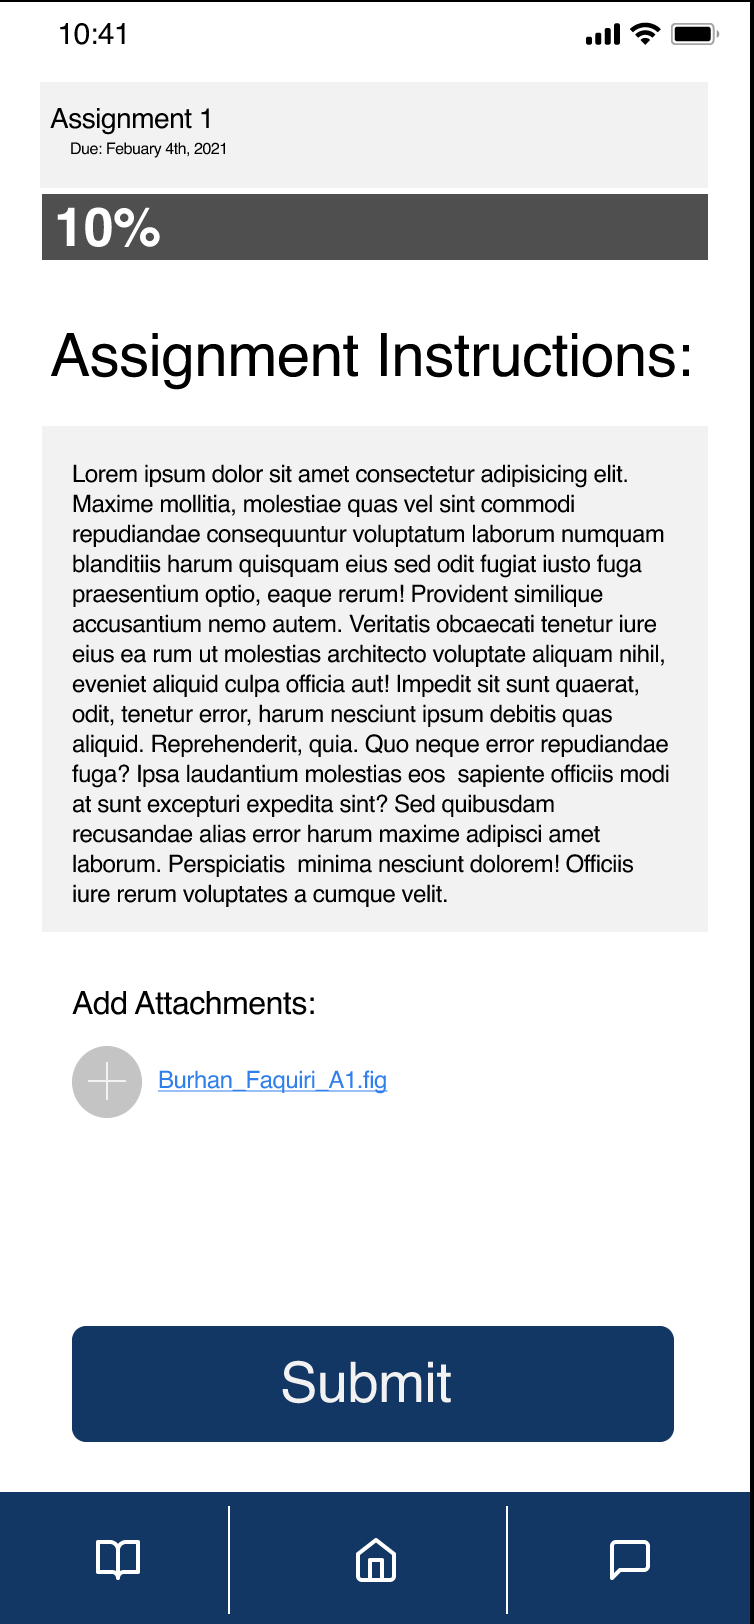 10:41
Assignment 1
Due: Febuary 4th, 2021
10%
Assignment Instructions:
Lorem ipsum dolor sit amet consectetur adipisicing elit.
Maxime mollitia, molestiae quas vel sint commodi
repudiandae consequuntur voluptatum laborum numquam
blanditiis harum quisquam eius sed odit fugiat iusto fuga
praesentium optio, eaque rerum! Provident similique
accusantium nemo autem. Veritatis obcaecati tenetur iure
eius ea rum ut molestias architecto voluptate aliquam nihil,
eveniet aliquid culpa officia aut! Impedit sit sunt quaerat,
odit, tenetur error, harum nesciunt ipsum debitis quas
aliquid. Reprehenderit, quia. Quo neque error repudiandae
fuga? Ipsa laudantium molestias eos  sapiente officiis modi
at sunt excepturi expedita sint? Sed quibusdam
recusandae alias error harum maxime adipisci amet
laborum. Perspiciatis  minima nesciunt dolorem! Officiis
iure rerum voluptates a cumque velit.
Add Attachments:
Burhan_Faquiri_A1.fig
Submit